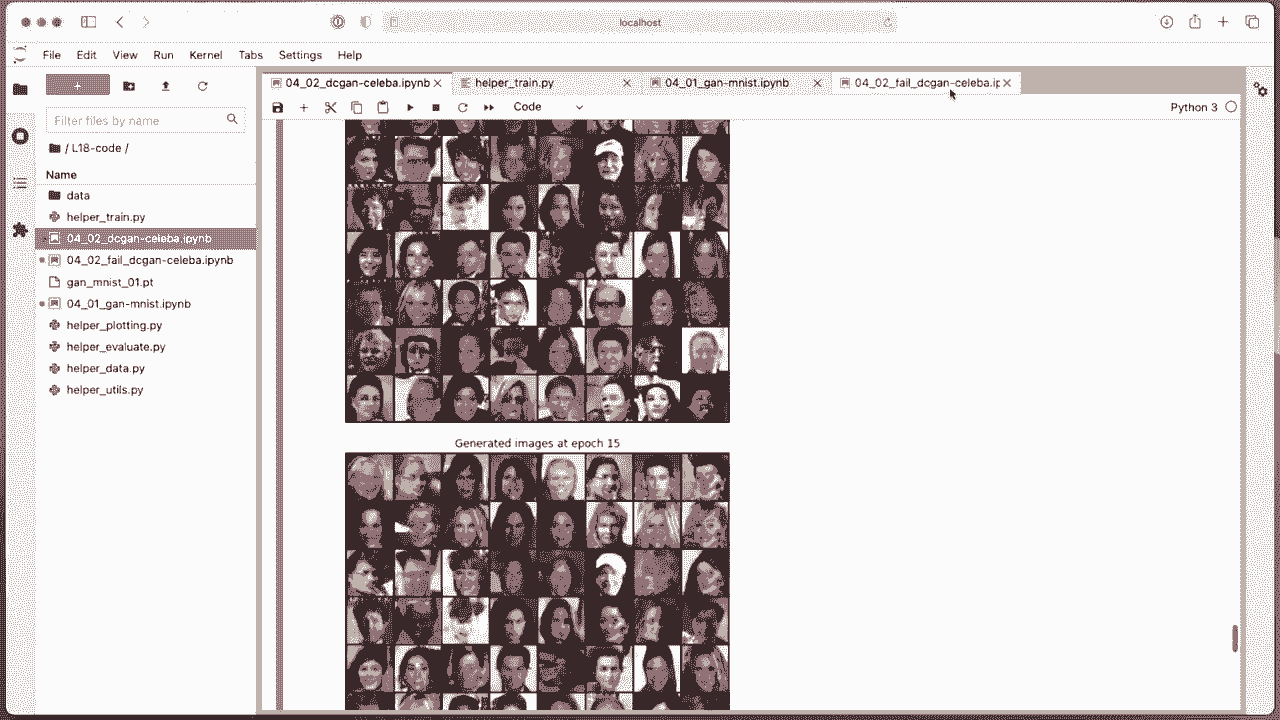 localhost
File Edit View Run Kernel Tabs Settings Help
04_02_dcgan-celeba.ipynb helper_train.py 04_01_gan-mnist.ipynb 04_02_fail_dcgan-celeba.ip
Code Python 3
Filter files by name
/ L18-code /
Name
data
helper_train.py
04_02_dcgan-celeba.ipynb
04_02_fail_dcgan-celeba.ipynb
gan_mnist_01.pt
04_01_gan-mnist.ipynb
helper_plotting.py
helper_evaluate.py
helper_data.py
helper_utils.py
Generated images at epoch 15